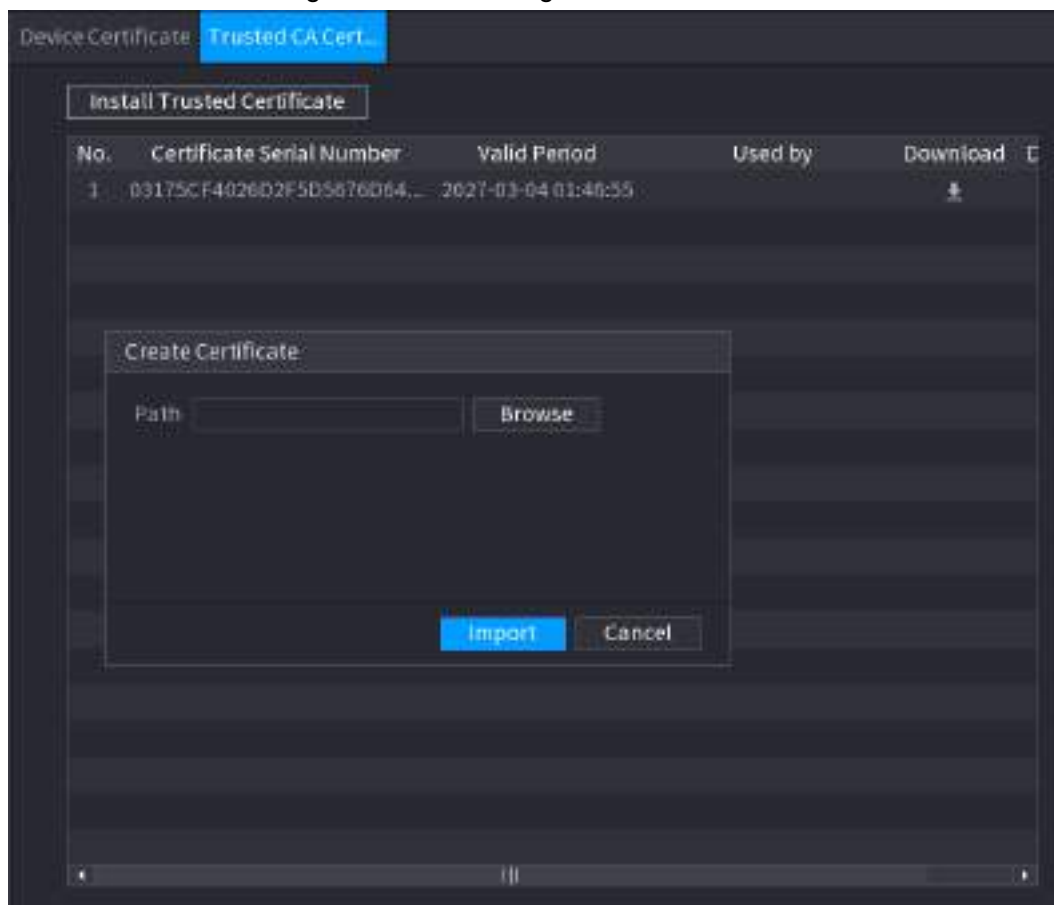 Device Certificate Trusted CA Cert...
Install Trusted Certificate
No. Certificate Serial Number Valid Period Used by Download D
1 03175CF4026D2F5D5676D64... 2027-03-04 01:46:55
Create Certificate
Path Browse
Import Cancel